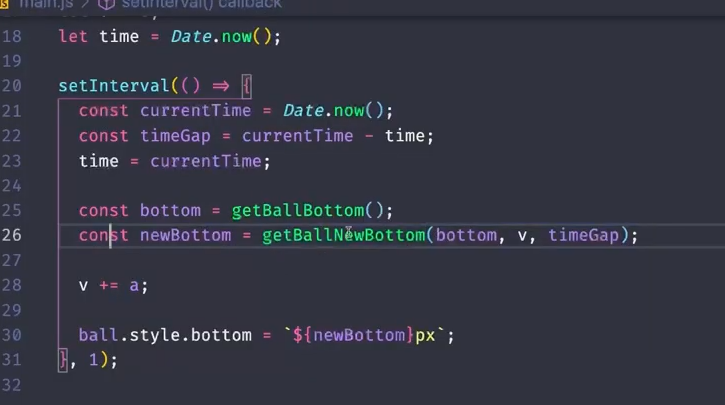 main.js > setInterval() callback
18 let time = Date.now();
19
20 setInterval(() => {
21 const currentTime = Date.now();
22 const timeGap = currentTime - time;
23 time = currentTime;
24
25 const bottom = getBallBottom();
26 const newBottom = getBallNewBottom(bottom, v, timeGap);
27
28 v += a;
29
30 ball.style.bottom = `${newBottom}px`;
31 }, 1);
32